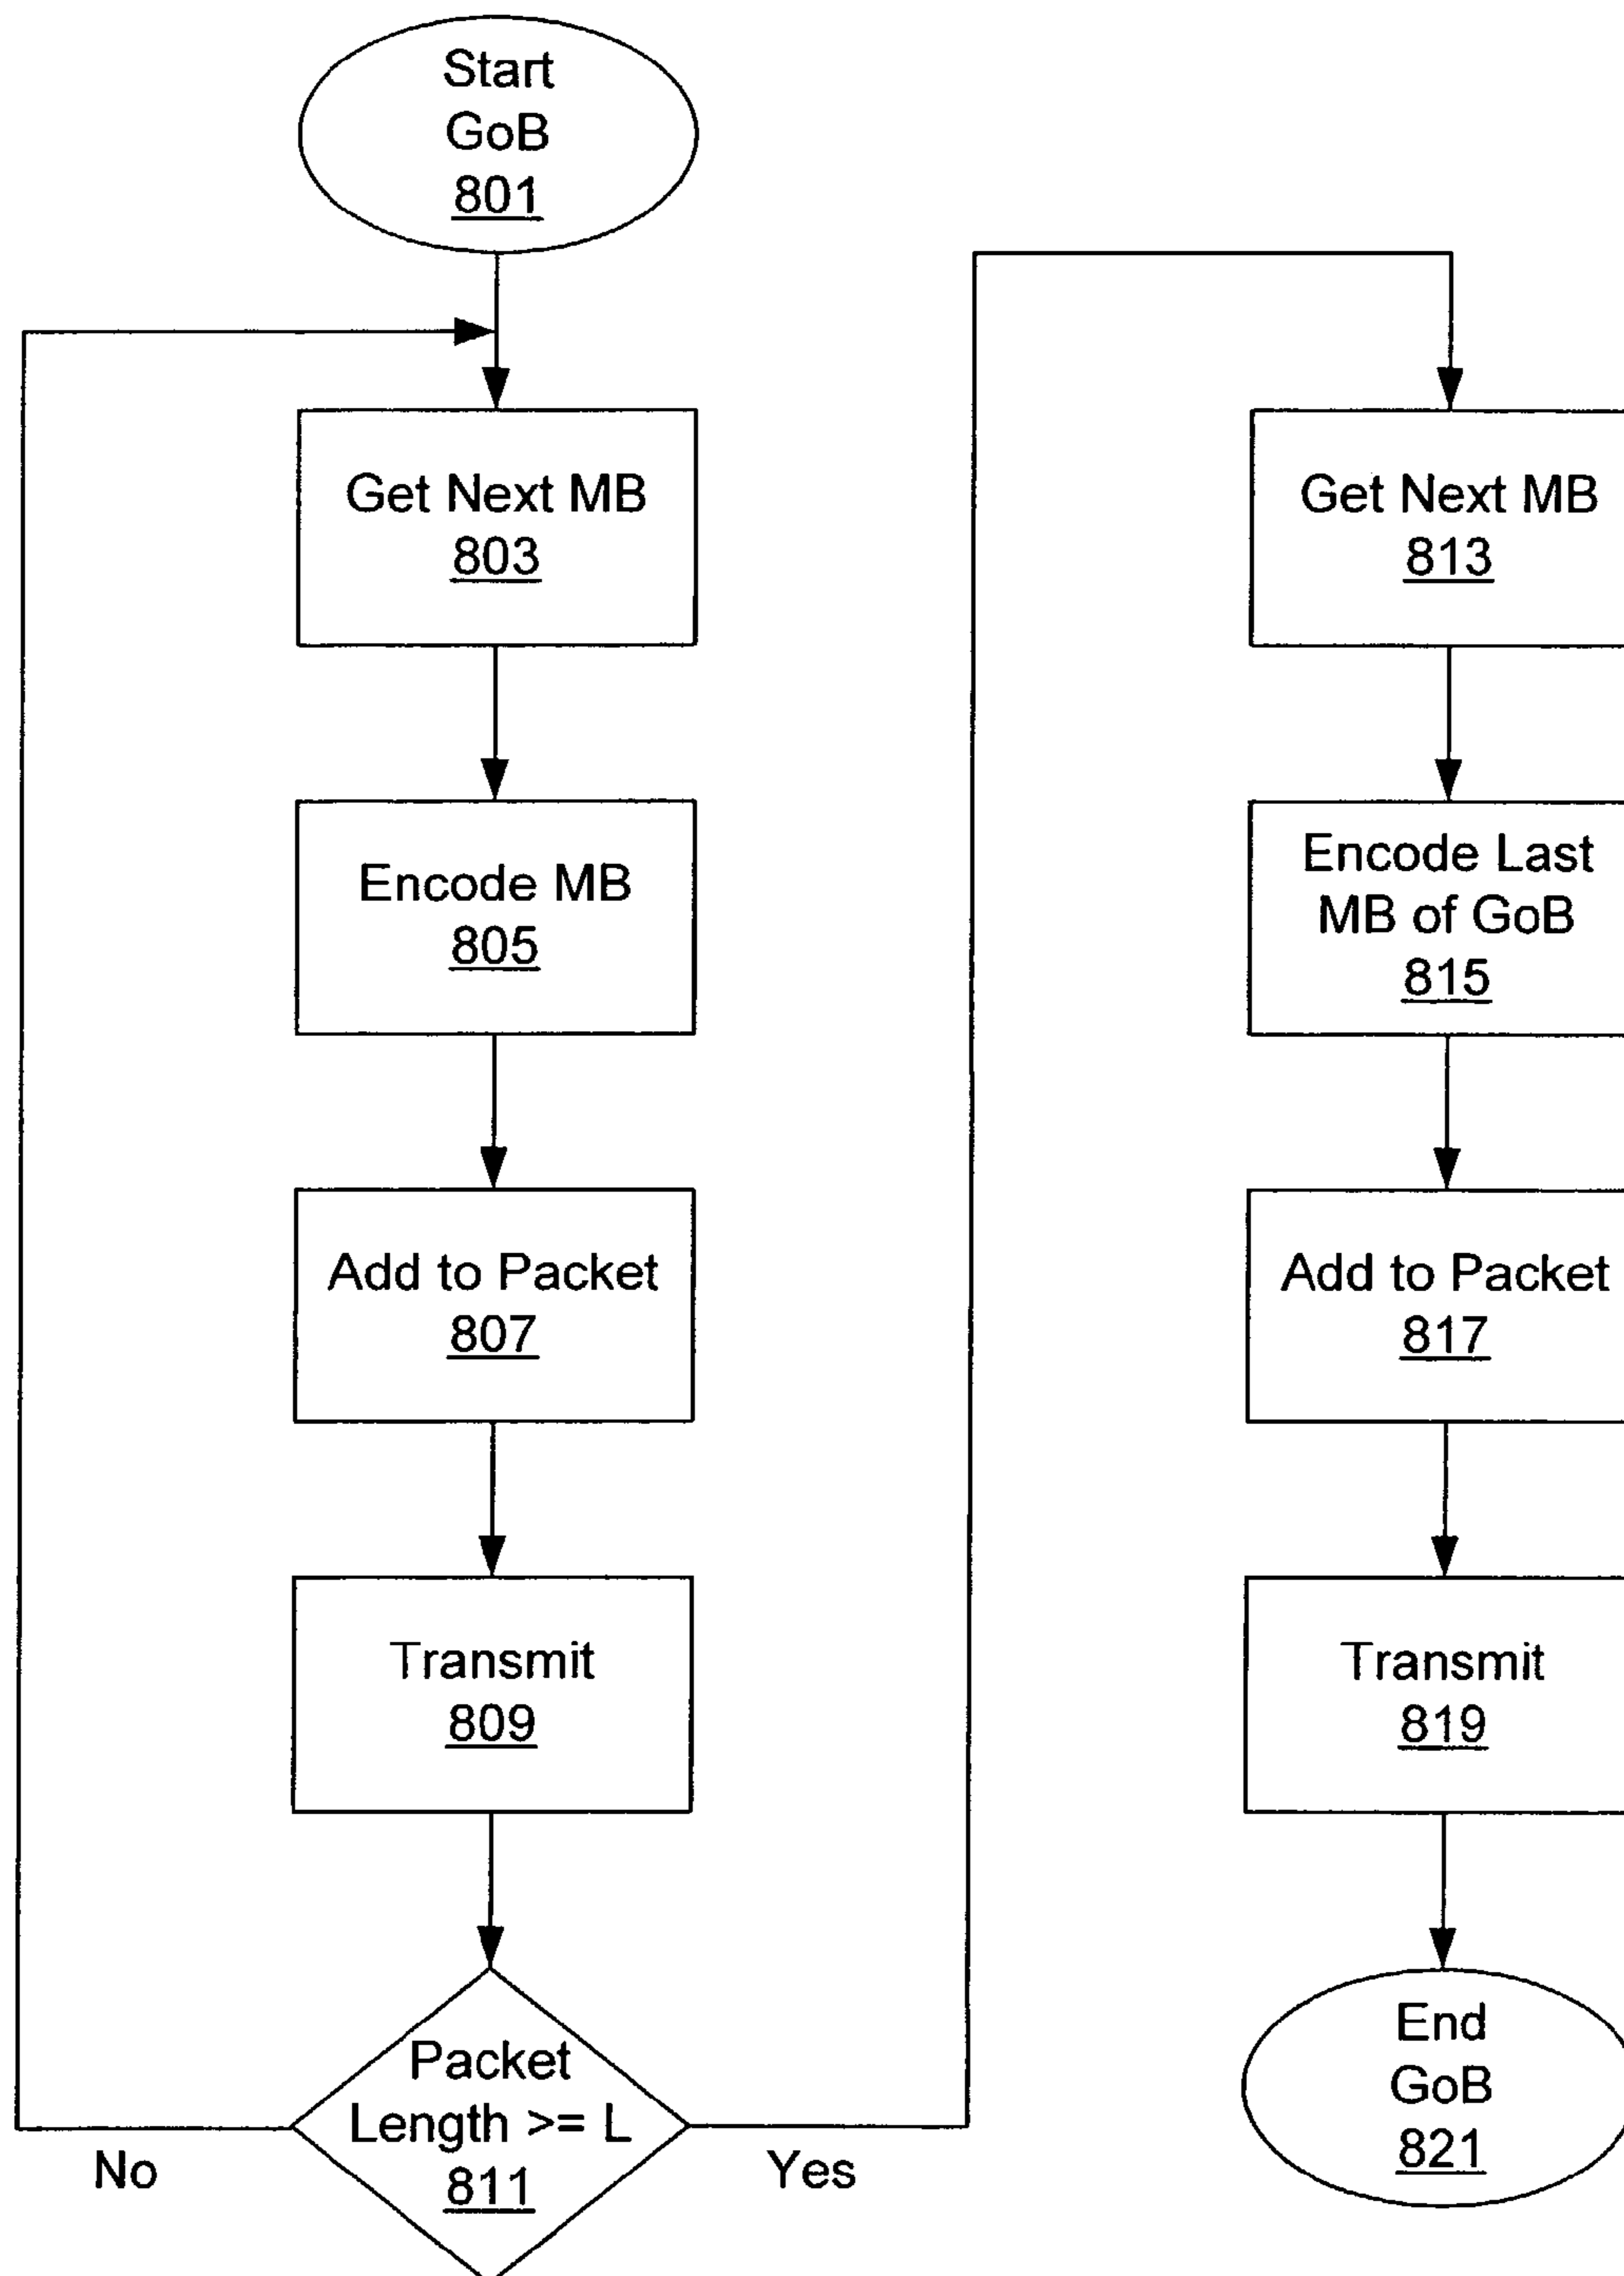 Start
GoB
801
Get Next MB
803
Encode MB
805
Add to Packet
807
Transmit
809
Packet
Length >= L
811
No
Yes
Get Next MB
813
Encode Last
MB of GoB
815
Add to Packet
817
Transmit
819
End
GoB
821